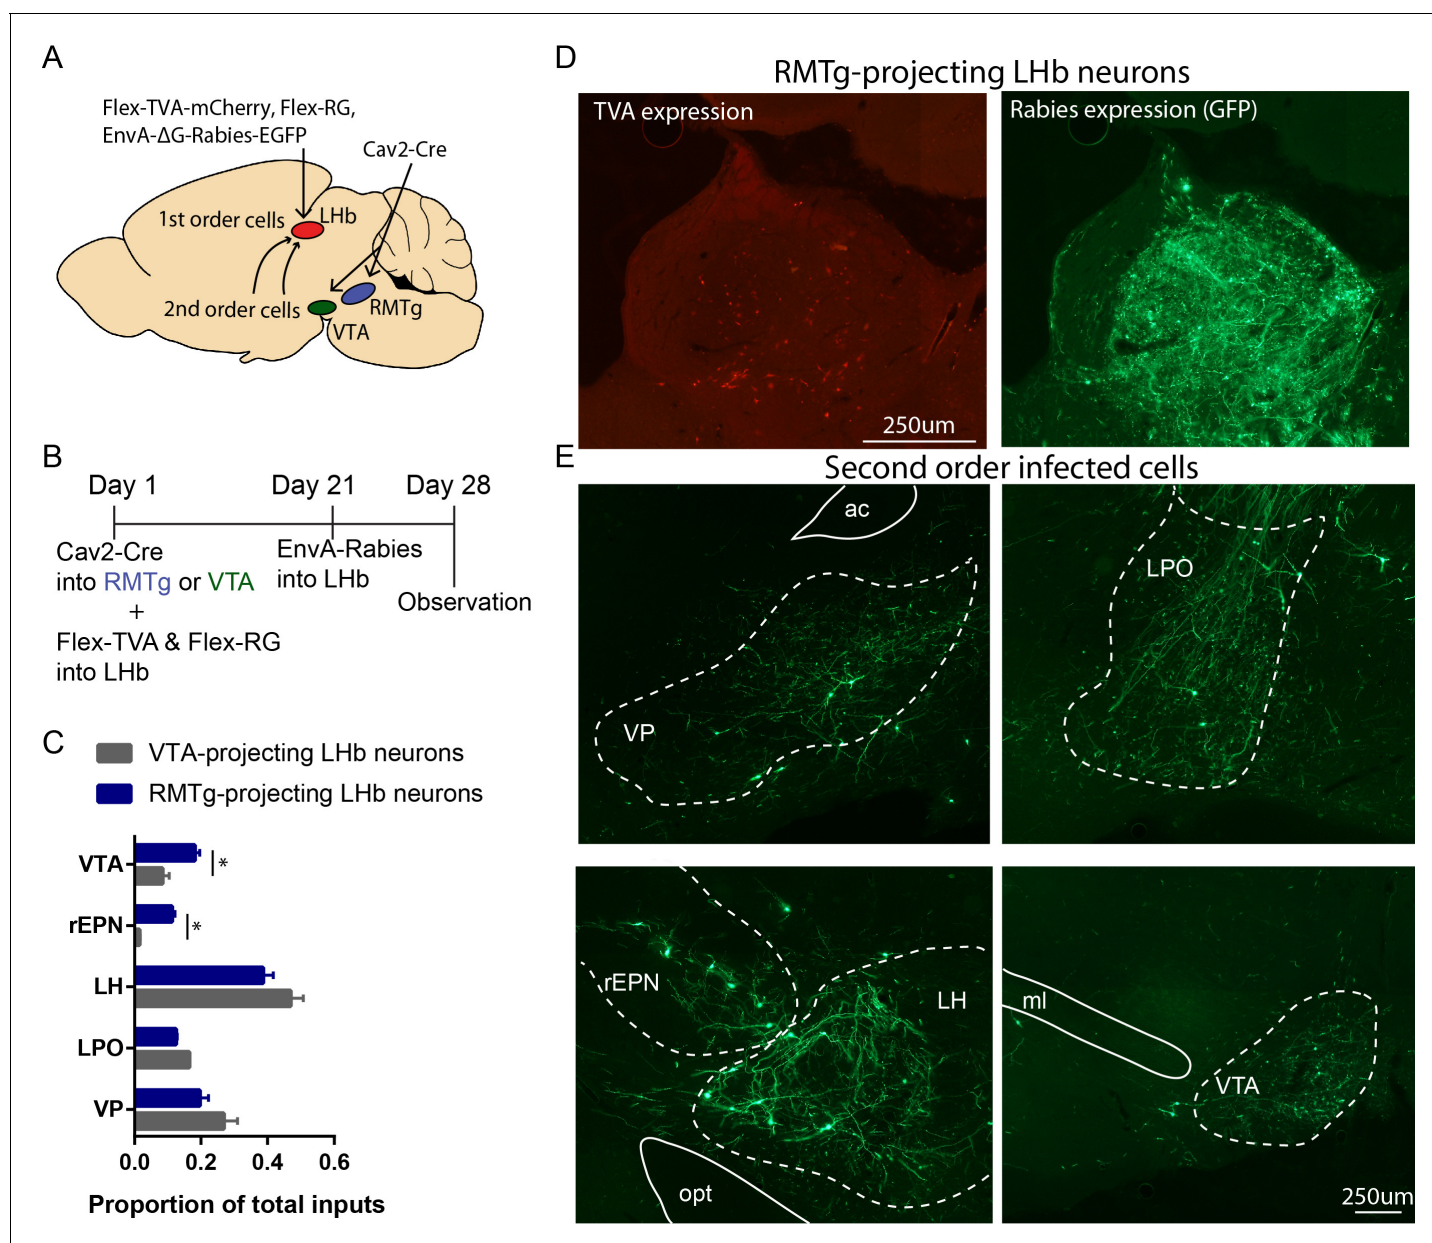 A
Flex-TVA-mCherry, Flex-RG,
EnvA-ΔG-Rabies-EGFP
Cav2-Cre
1st order cells
LHb
2nd order cells
RMTg
VTA
B
Day 1
Day 21
Day 28
Cav2-Cre
into RMTg or VTA
+
Flex-TVA & Flex-RG
into LHb
EnvA-Rabies
into LHb
Observation
C
VTA-projecting LHb neurons
RMTg-projecting LHb neurons
VTA
*
rEPN
*
LH
LPO
VP
0.0 0.2 0.4 0.6
Proportion of total inputs
D
RMTg-projecting LHb neurons
TVA expression
250um
Rabies expression (GFP)
E
Second order infected cells
ac
VP
LPO
rEPN
LH
opt
ml
VTA
250um